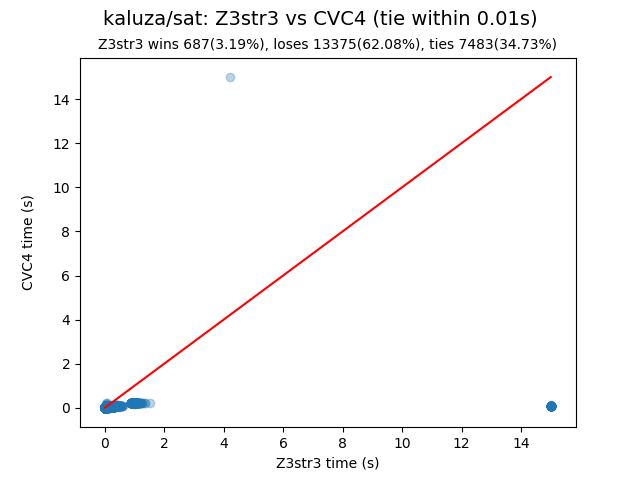 kaluza/sat: Z3str3 vs CVC4 (tie within 0.01s)
Z3str3 wins 687(3.19%), loses 13375(62.08%), ties 7483(34.73%)
14
12
10
8
6
4
2
0
CVC4 time (s)
0 2 4 6 8 10 12 14
Z3str3 time (s)